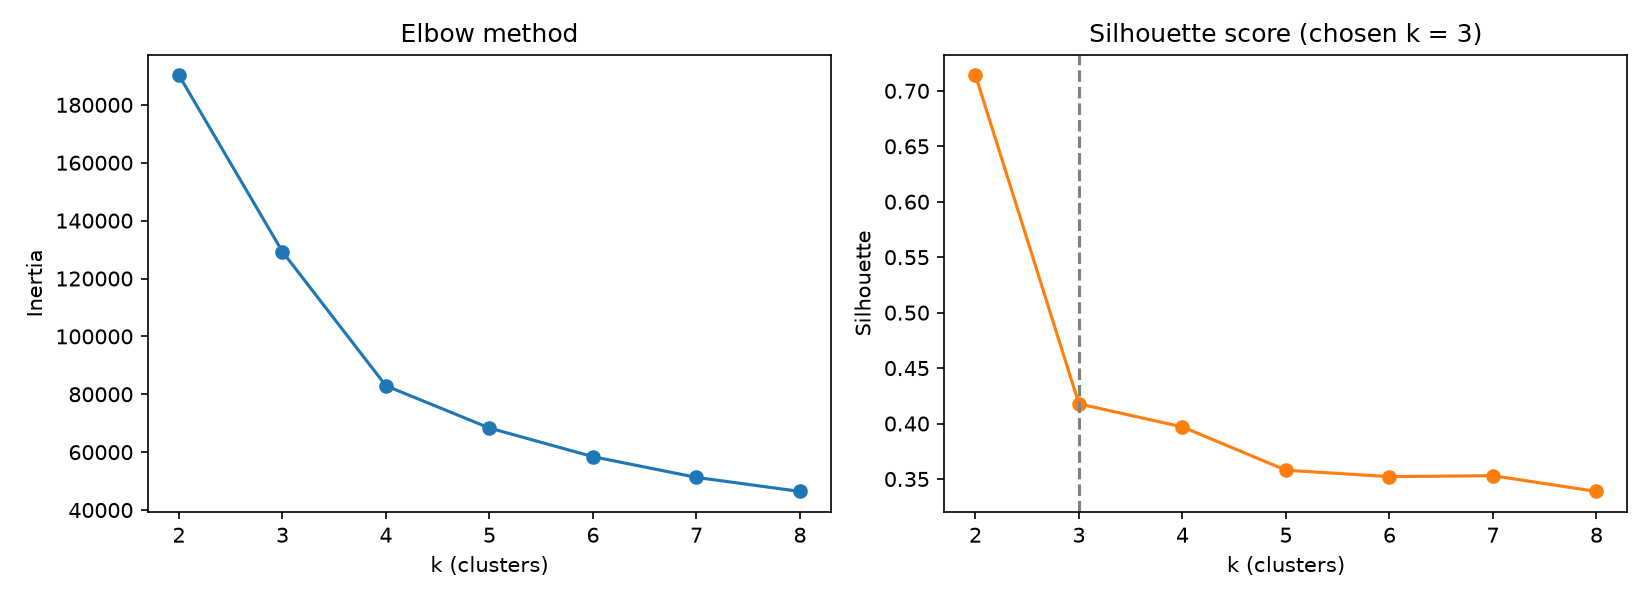 Elbow method
Inertia
180000
160000
140000
120000
100000
80000
60000
40000
2 3 4 5 6 7 8
k (clusters)
Silhouette score (chosen k = 3)
Silhouette
0.70
0.65
0.60
0.55
0.50
0.45
0.40
0.35
2 3 4 5 6 7 8
k (clusters)